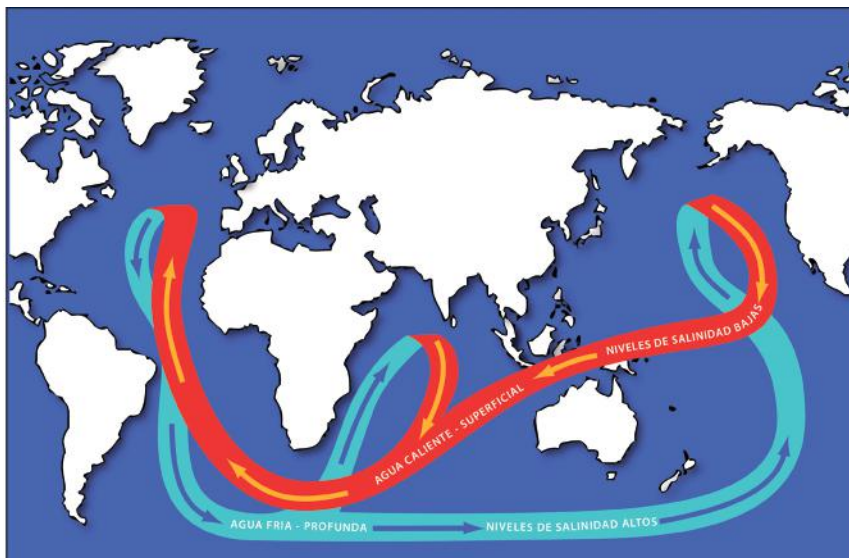 NIVELES DE SALINIDAD BAJAS
AGUA CALIENTE - SUPERFICIAL
AGUA FRIA - PROFUNDA
NIVELES DE SALINIDAD ALTOS